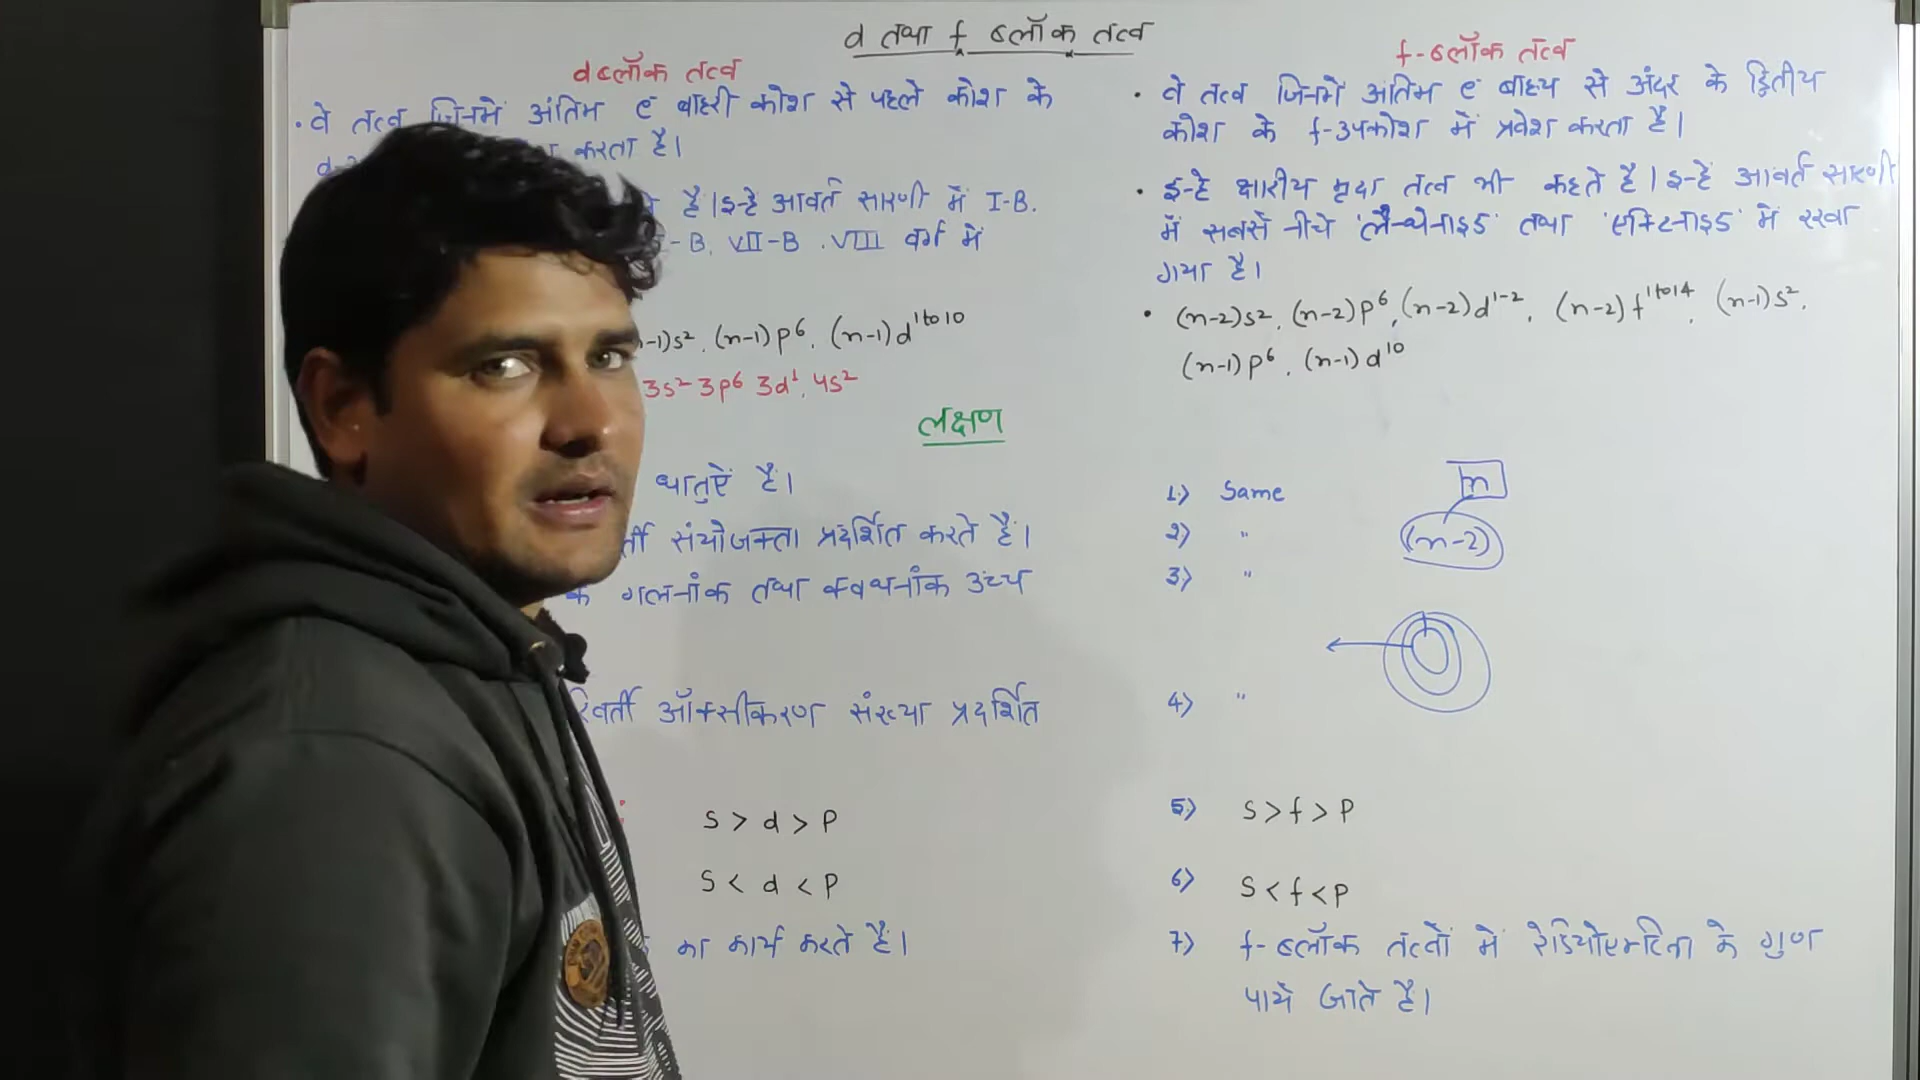 d तथा f ब्लॉक तत्व
d ब्लॉक तत्व
• वे तत्व जिनमें अंतिम e⁻ बाहरी कोश से पहले कोश के
करता है।
है। इन्हे आवर्त सारणी में I-B.
-B, VII-B. VIII वर्ग में
-1)s², (n-1)p⁶, (n-1)d¹ᵗᵒ¹⁰
3s² 3p⁶ 3d¹, 4s²
f-ब्लॉक तत्व
• वे तत्व जिनमें अंतिम e⁻ बाह्य से अंदर के द्वितीय
कोश के f-उपकोश में प्रवेश करता है।
• इन्हे क्षारीय मृदा तत्व भी कहते है। इन्हे आवर्त सारणी
में सबसे नीचे 'लैन्थेनाइड' तथा 'एक्टिनाइड' में रखा
गया है।
• (n-2)s², (n-2)p⁶, (n-2)d¹⁻², (n-2)f¹ᵗᵒ¹⁴, (n-1)s²,
(n-1)p⁶, (n-1)d¹⁰
लक्षण
धातुऐं है।
संयोजक्ता प्रदर्शित करते है।
के गलनांक तथा क्वथनांक उच्च
ऑक्सीकरण संख्या प्रदर्शित
s > d > p
s < d < p
का कार्य करते है।
1.) Same
2) "
3) "
4) "
5) s > f > p
6) s < f < p
7) f-ब्लॉक तत्वों में रेडियोएक्टिवता के गुण
पाये जाते है।
n
(n-2)